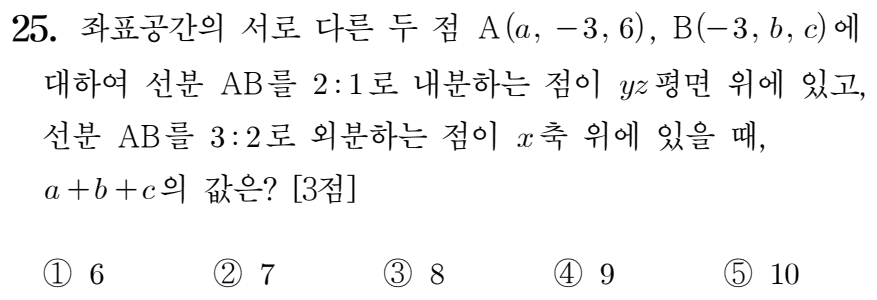 25. 좌표공간의 서로 다른 두 점 A(a, −3, 6), B(−3, b, c)에
대하여 선분 AB를 2:1로 내분하는 점이 yz평면 위에 있고,
선분 AB를 3:2로 외분하는 점이 x축 위에 있을 때,
a+b+c의 값은? [3점]
① 6 ② 7 ③ 8 ④ 9 ⑤ 10